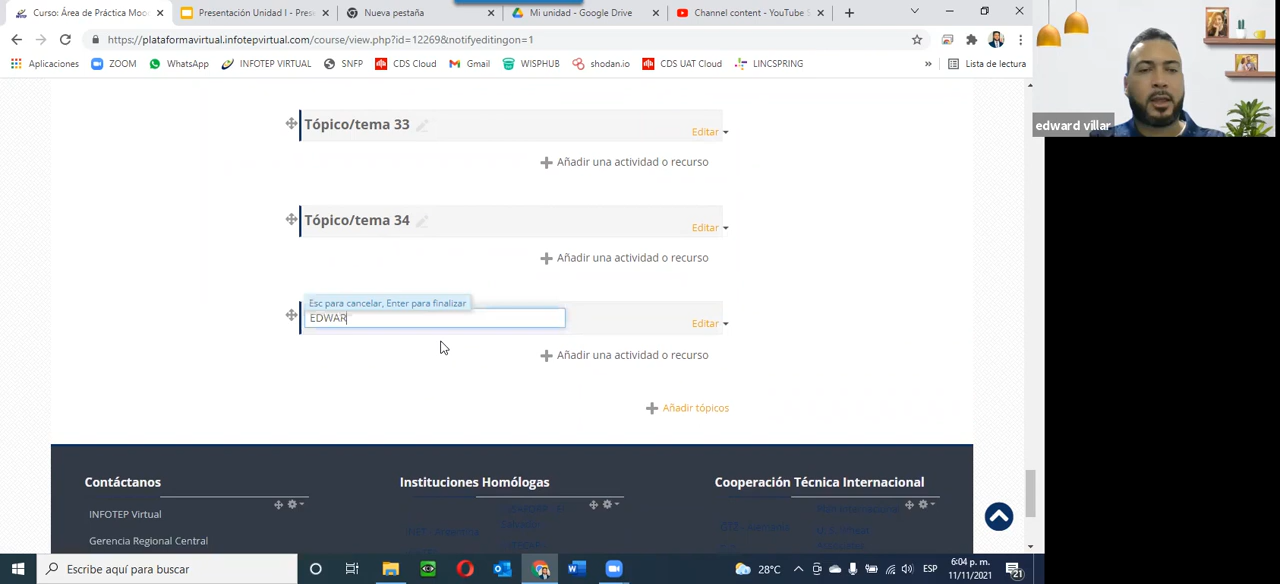 Curso: Área de Práctica Moo
Presentación Unidad I - Prese
Nueva pestaña
Mi unidad - Google Drive
Channel content - YouTube S
https://plataformavirtual.infotepvirtual.com/course/view.php?id=12269&notifyeditingon=1
Aplicaciones
ZOOM
WhatsApp
INFOTEP VIRTUAL
SNFP
CDS Cloud
Gmail
WISPHUB
shodan.io
CDS UAT Cloud
LINCSPRING
»
Lista de lectura
edward villar
Tópico/tema 33
Editar
Añadir una actividad o recurso
Tópico/tema 34
Editar
Añadir una actividad o recurso
Esc para cancelar, Enter para finalizar
EDWAR
Editar
Añadir una actividad o recurso
Añadir tópicos
Contáctanos
Instituciones Homólogas
Cooperación Técnica Internacional
INFOTEP Virtual
Gerencia Regional Central
Escribe aquí para buscar
28°C
ESP
6:04 p. m.
11/11/2021
21